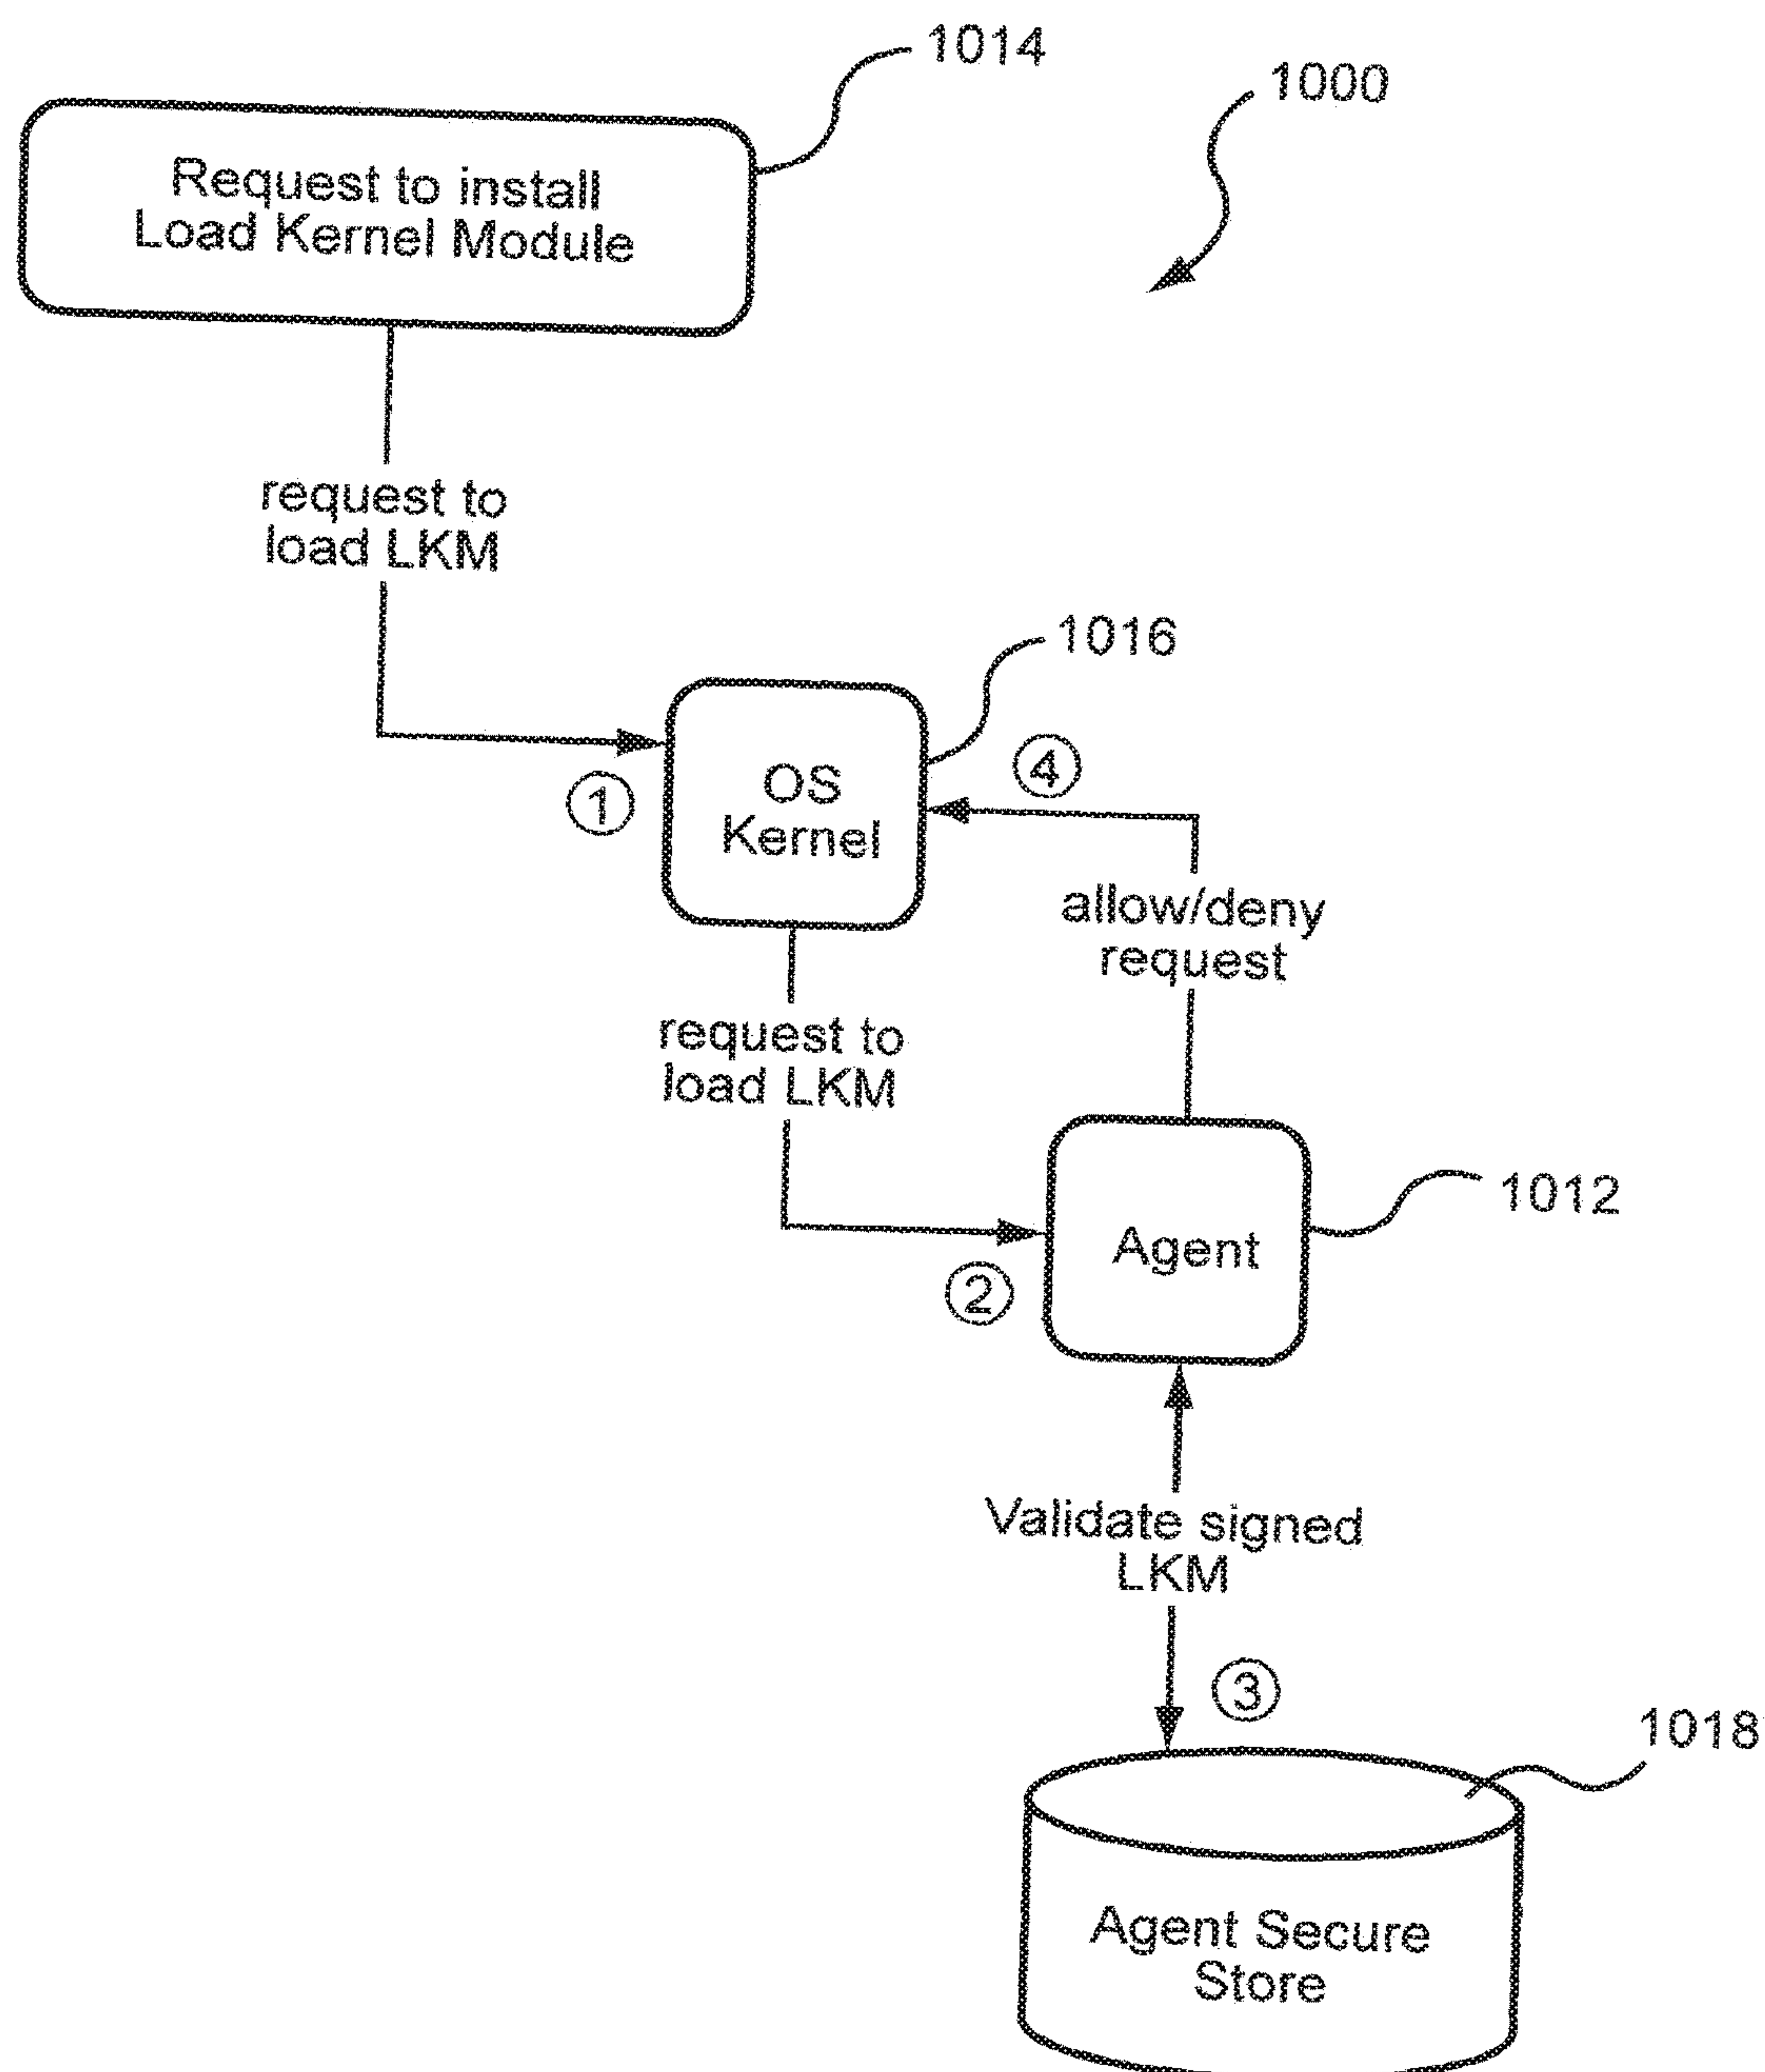 1014
1000
Request to install
Load Kernel Module
request to
load LKM
1016
OS
Kernel
①
④
allow/deny
request
request to
load LKM
1012
Agent
②
Validate signed
LKM
③
1018
Agent Secure
Store